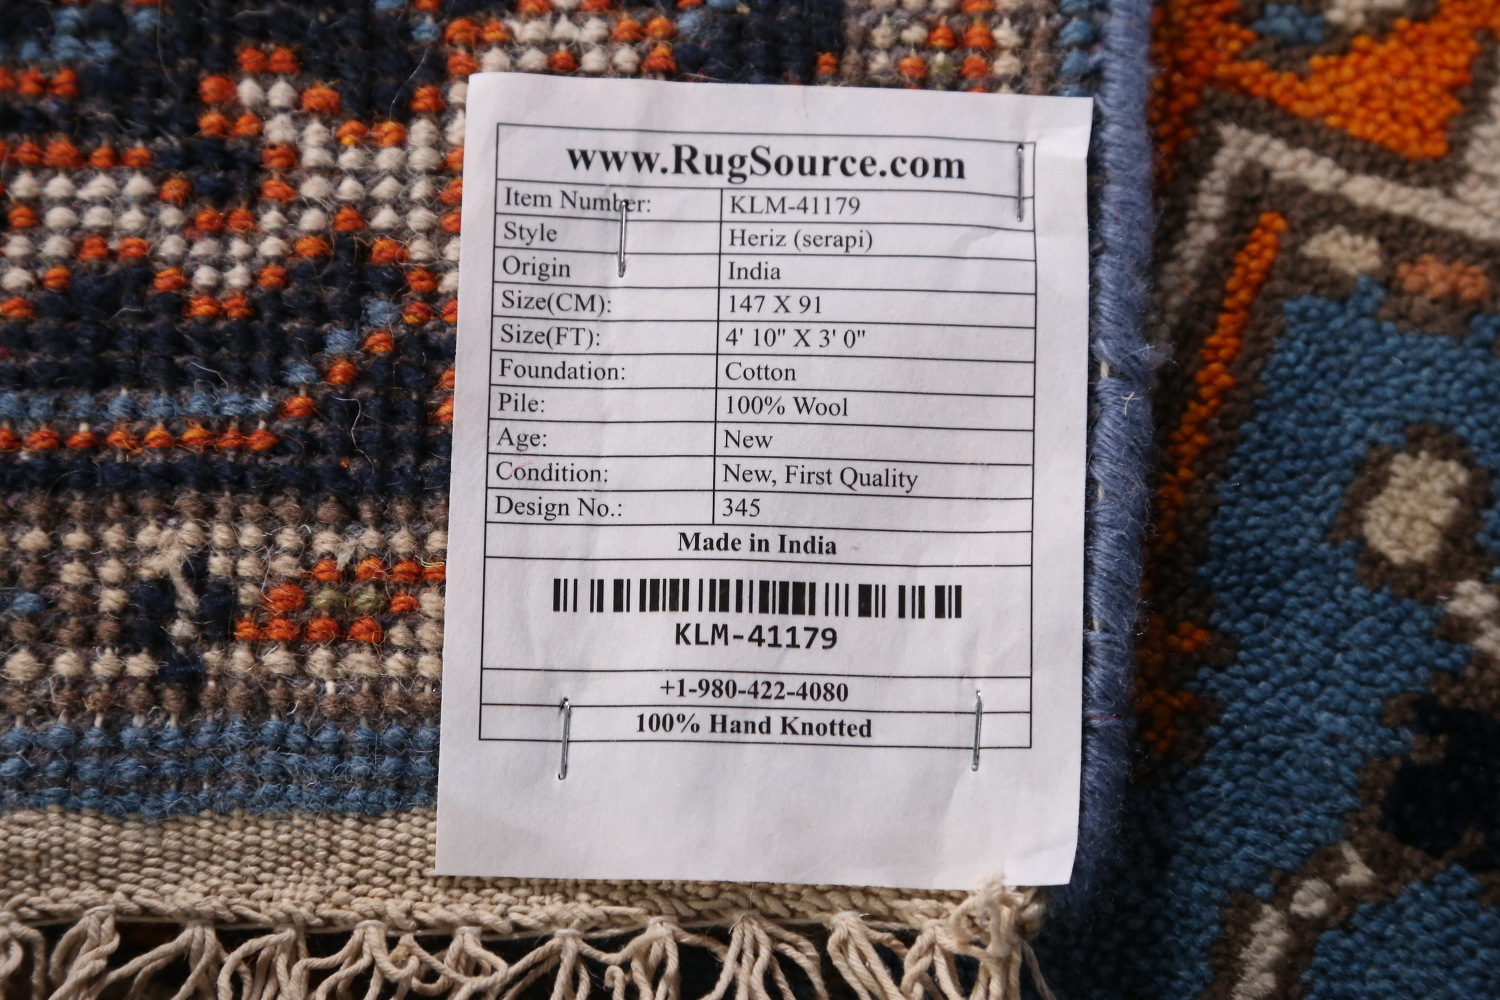 www.RugSource.com
Item Number: KLM-41179
Style Heriz (serapi)
Origin India
Size(CM): 147 X 91
Size(FT): 4' 10" X 3' 0"
Foundation: Cotton
Pile: 100% Wool
Age: New
Condition: New, First Quality
Design No.: 345
Made in India
KLM-41179
+1-980-422-4080
100% Hand Knotted